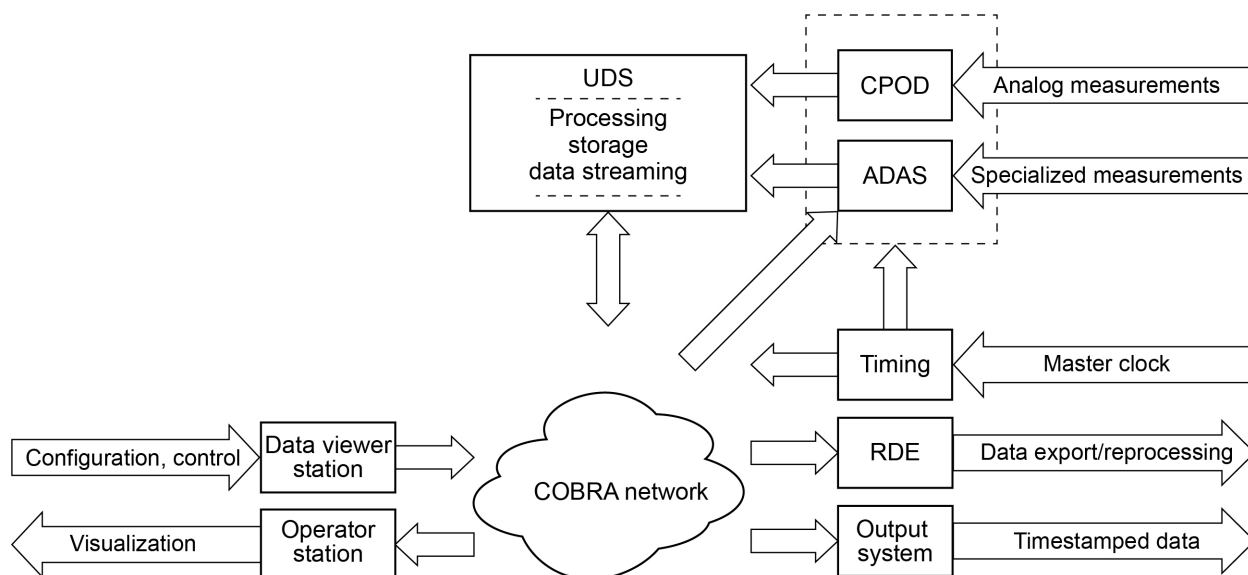 UDS
Processing
storage
data streaming
CPOD
Analog measurements
ADAS
Specialized measurements
Timing
Master clock
Configuration, control
Data viewer
station
COBRA network
RDE
Data export/reprocessing
Visualization
Operator
station
Output
system
Timestamped data